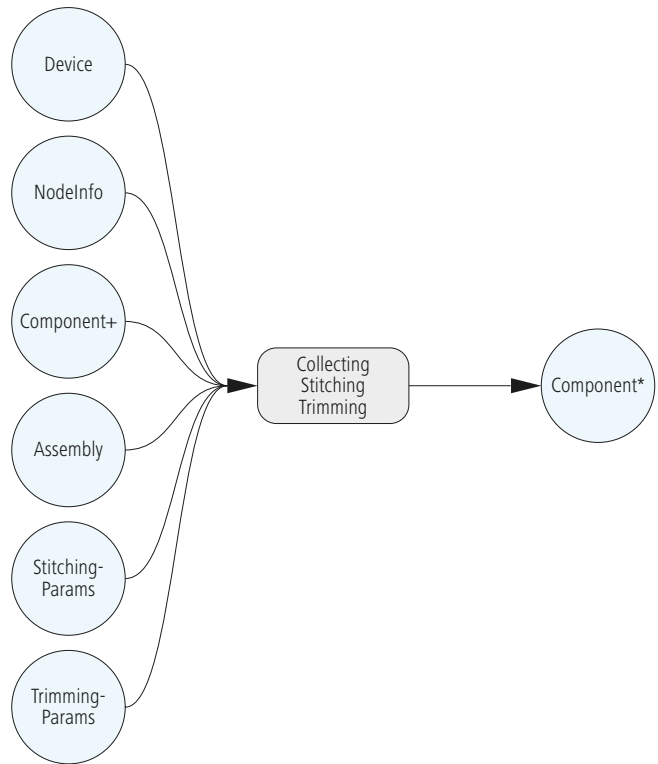 Device
NodeInfo
Component+
Assembly
Stitching-
Params
Trimming-
Params
Collecting
Stitching
Trimming
Component*